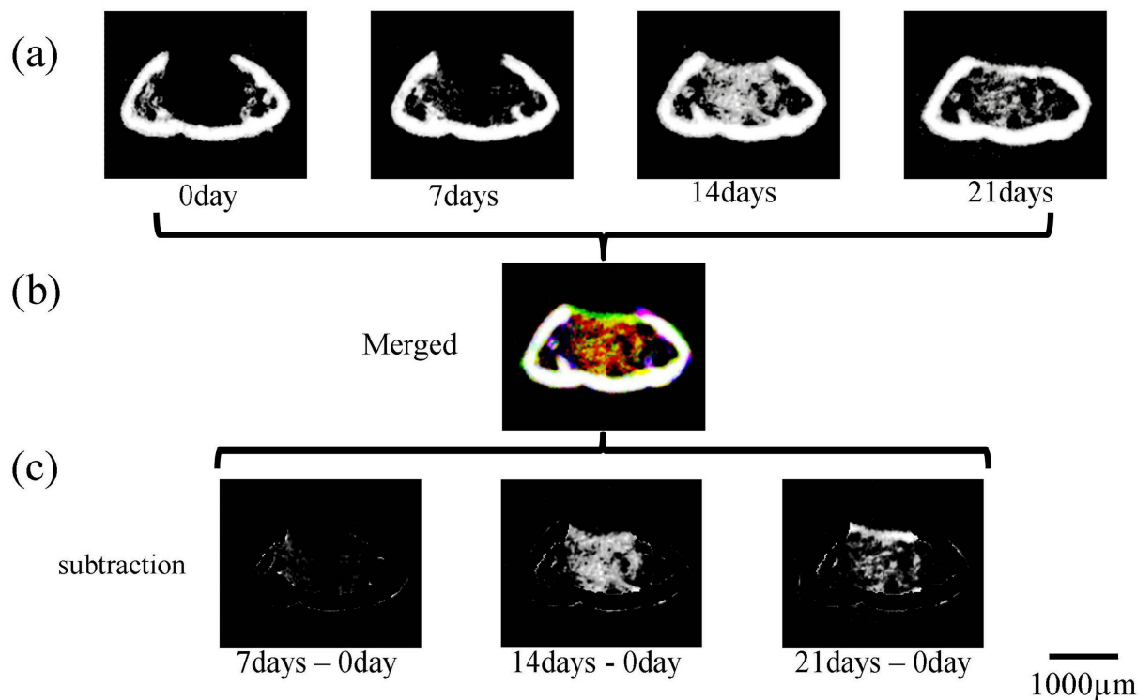 (a)
0day
7days
14days
21days
(b)
Merged
(c)
subtraction
7days – 0day
14days - 0day
21days – 0day
1000μm